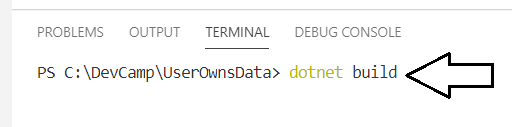 PROBLEMS OUTPUT TERMINAL DEBUG CONSOLE
PS C:\DevCamp\UserOwnsData> dotnet build